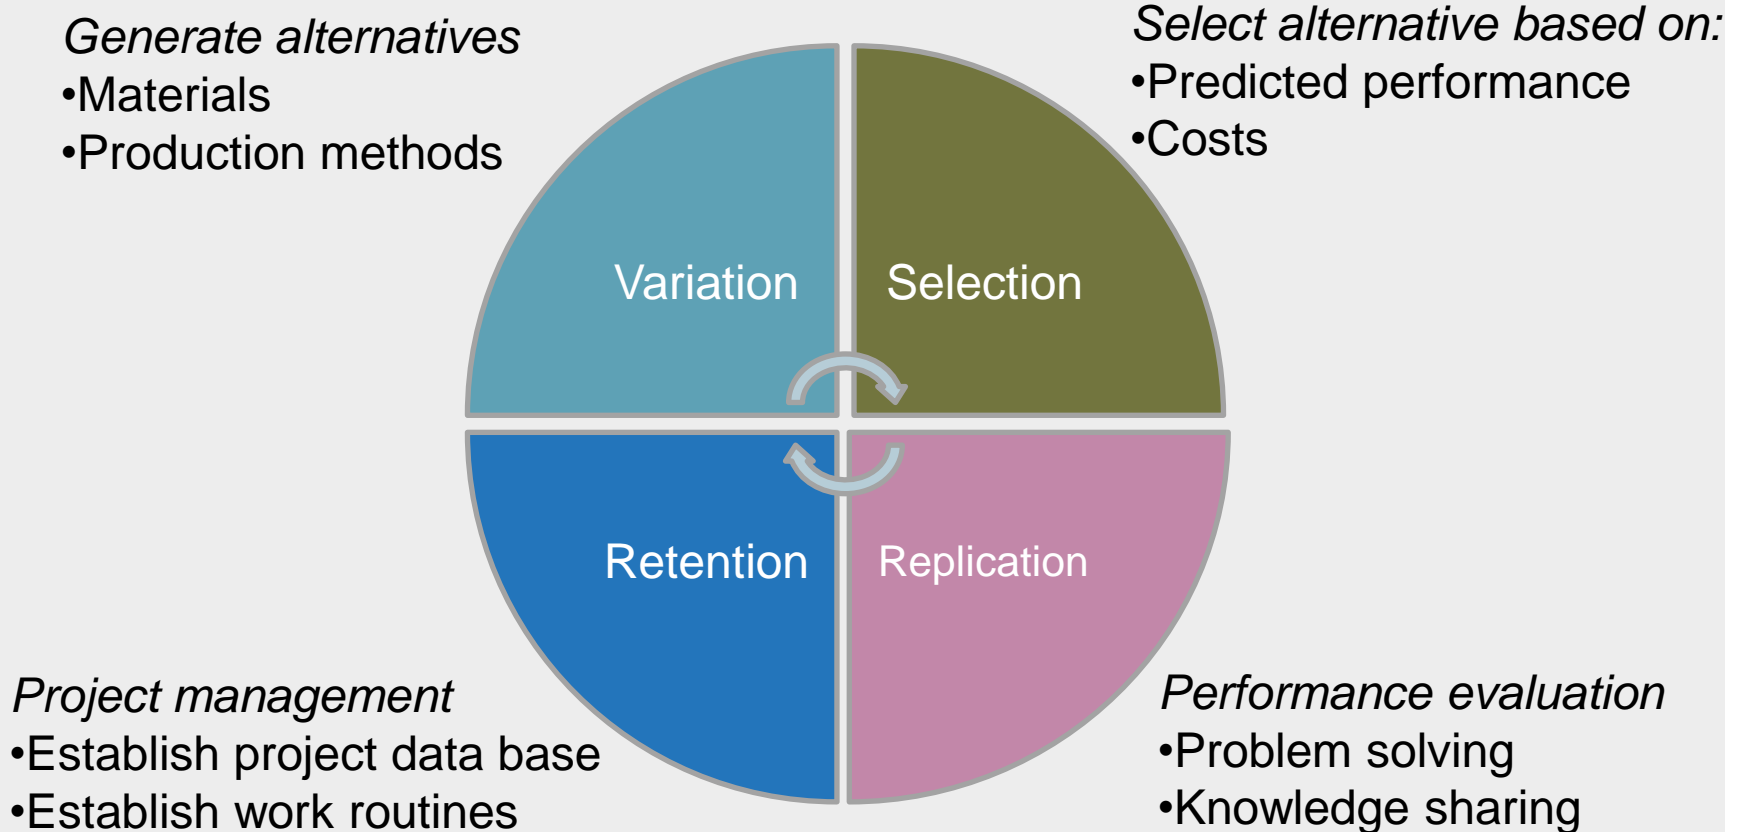 Generate alternatives
•Materials
•Production methods
Select alternative based on:
•Predicted performance
•Costs
Variation
Selection
Retention
Replication
Project management
•Establish project data base
•Establish work routines
Performance evaluation
•Problem solving
•Knowledge sharing